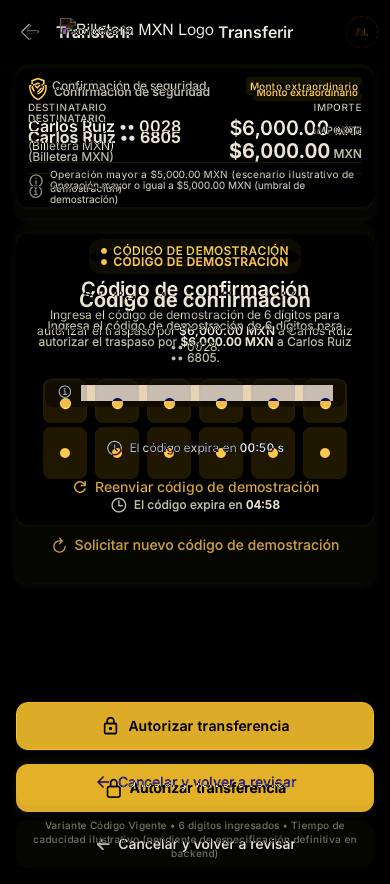 Transferir
Billetera MXN Logo
Transferir
Confirmación de seguridad
Confirmación de seguridad
Monto extraordinario
Monto extraordinario
DESTINATARIO
IMPORTE
DESTINATARIO
Carlos Ruiz •• 0028
$6,000.00
Carlos Ruiz •• 6805
(Billetera MXN)
$6,000.00 MXN
(Billetera MXN)
Operación mayor a $5,000.00 MXN (escenario ilustrativo de
demostración)
Operación mayor o igual a $5,000.00 MXN (umbral de
demostración)
CÓDIGO DE DEMOSTRACIÓN
CÓDIGO DE DEMOSTRACIÓN
Código de confirmación
Código de confirmación
Ingresa el código de demostración de 6 dígitos para
autorizar el traspaso por $6,000.00 MXN a Carlos Ruiz
•• 0028.
Ingresa el código de demostración de 6 dígitos para
autorizar el traspaso por $6,000.00 MXN a Carlos Ruiz
•• 6805.
El código expira en 00:50 s
Reenviar código de demostración
El código expira en 04:58
Solicitar nuevo código de demostración
Autorizar transferencia
Cancelar y volver a revisar
Autorizar transferencia
Variante Código Vigente • 6 dígitos ingresados • Tiempo de
caducidad ilustrativo (pendiente de especificación definitiva en
backend)
Cancelar y volver a revisar